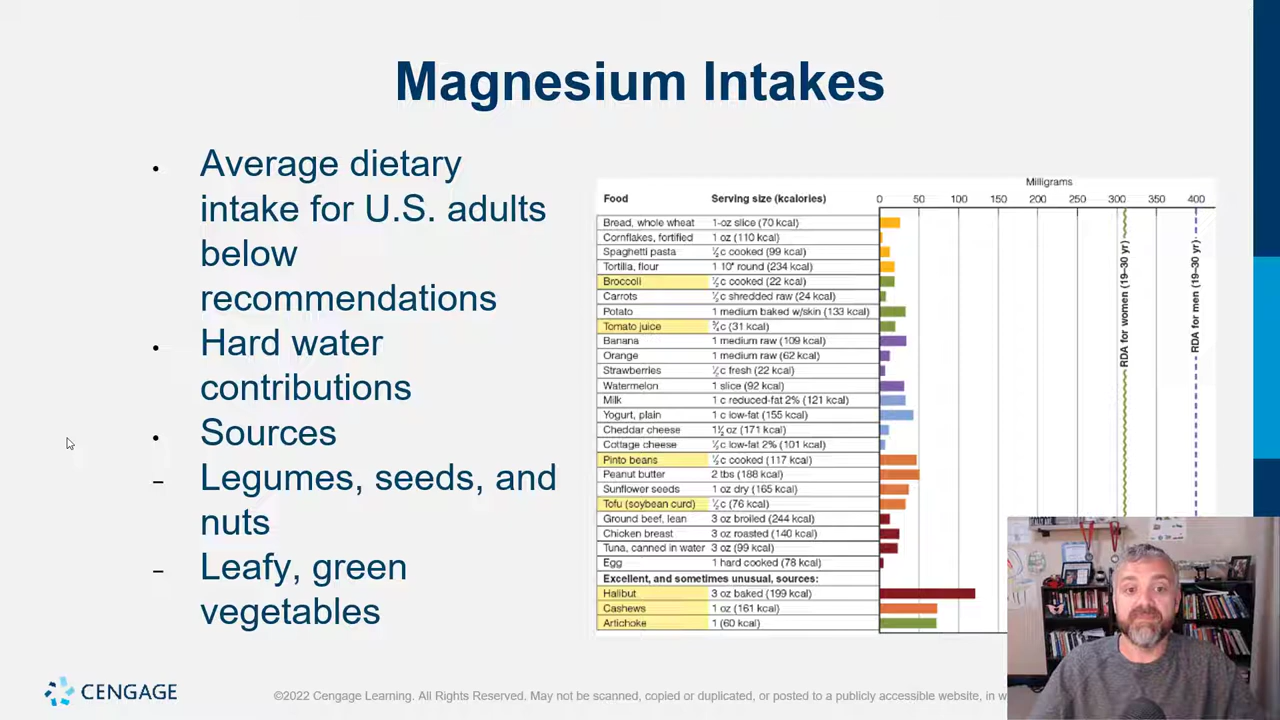 Magnesium Intakes
• Average dietary
intake for U.S. adults
below
recommendations
• Hard water
contributions
• Sources
– Legumes, seeds, and
nuts
– Leafy, green
vegetables
Milligrams
Food Serving size (kcalories) 0 50 100 150 200 250 300 350 400
Bread, whole wheat 1-oz slice (70 kcal)
Cornflakes, fortified 1 oz (110 kcal)
Spaghetti pasta ½ c cooked (99 kcal)
Tortilla, flour 1 10" round (234 kcal)
Broccoli ½ c cooked (22 kcal)
Carrots ½ c shredded raw (24 kcal)
Potato 1 medium baked w/skin (133 kcal)
Tomato juice ¾ c (31 kcal)
Banana 1 medium raw (109 kcal)
Orange 1 medium raw (62 kcal)
Strawberries ½ c fresh (22 kcal)
Watermelon 1 slice (92 kcal)
Milk 1 c reduced-fat 2% (121 kcal)
Yogurt, plain 1 c low-fat (155 kcal)
Cheddar cheese 1½ oz (171 kcal)
Cottage cheese ½ c low-fat 2% (101 kcal)
Pinto beans ½ c cooked (117 kcal)
Peanut butter 2 tbs (188 kcal)
Sunflower seeds 1 oz dry (165 kcal)
Tofu (soybean curd) ½ c (76 kcal)
Ground beef, lean 3 oz broiled (244 kcal)
Chicken breast 3 oz roasted (140 kcal)
Tuna, canned in water 3 oz (99 kcal)
Egg 1 hard cooked (78 kcal)
Excellent, and sometimes unusual, sources:
Halibut 3 oz baked (199 kcal)
Cashews 1 oz (161 kcal)
Artichoke 1 (60 kcal)
RDA for women (19–30 yr)
RDA for men (19–30 yr)
CENGAGE
©2022 Cengage Learning. All Rights Reserved. May not be scanned, copied or duplicated, or posted to a publicly accessible website, in w